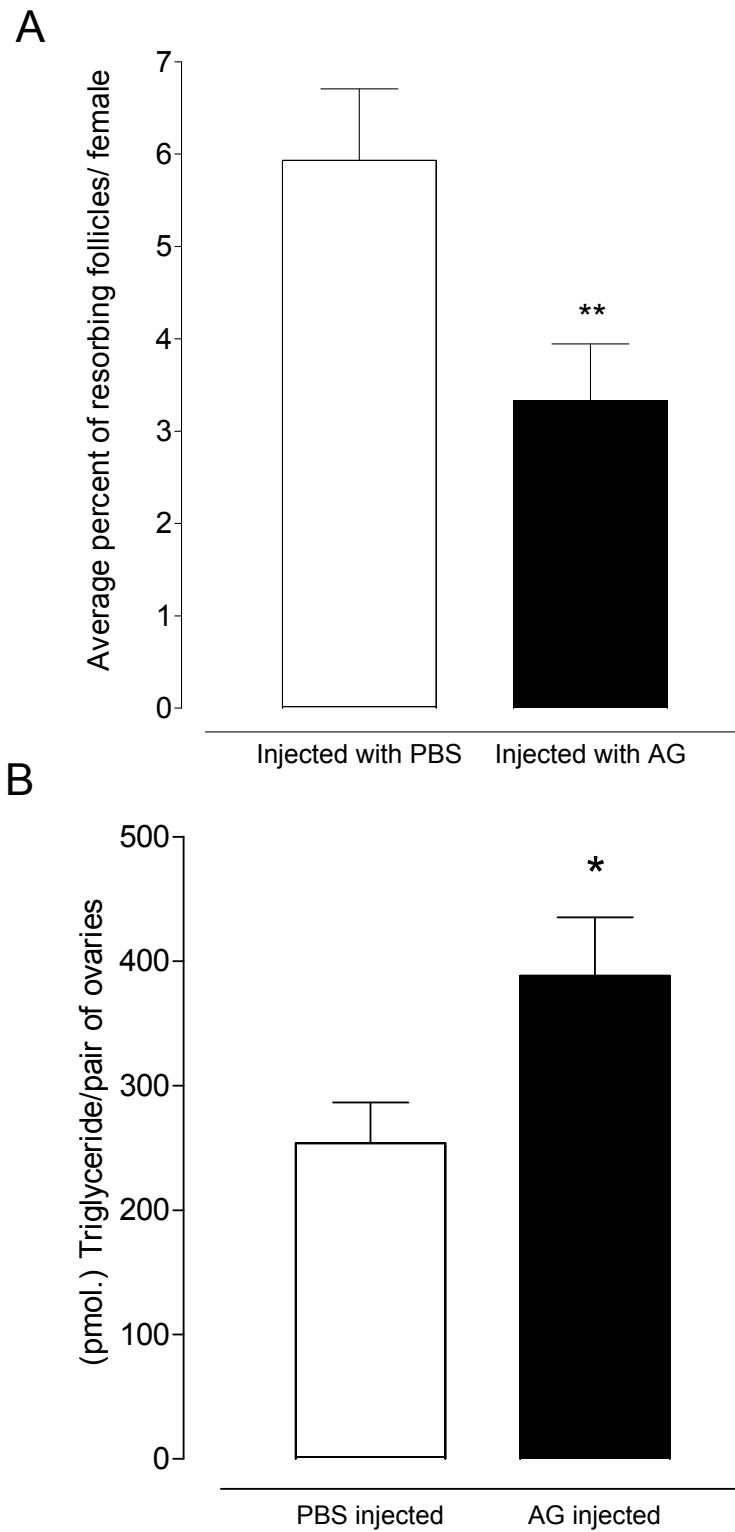 A
Average percent of resorbing follicles/ female
7
6
5
4
3
2
1
0
**
Injected with PBS
Injected with AG
B
(pmol.) Triglyceride/pair of ovaries
500
400
300
200
100
0
*
PBS injected
AG injected